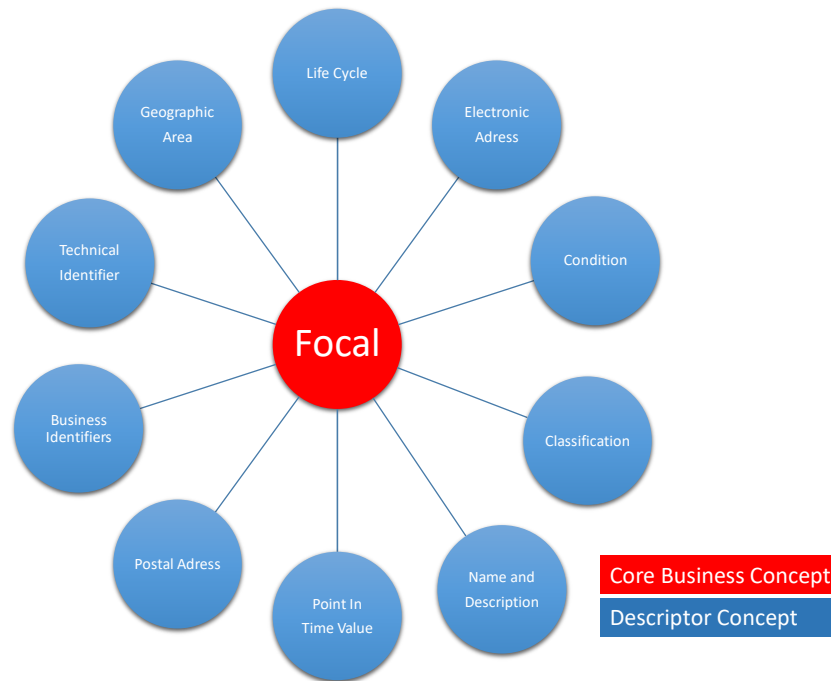 Life Cycle
Electronic
Adress
Condition
Classification
Name and
Description
Point In
Time Value
Postal Adress
Business
Identifiers
Technical
Identifier
Geographic
Area
Focal
Core Business Concept
Descriptor Concept